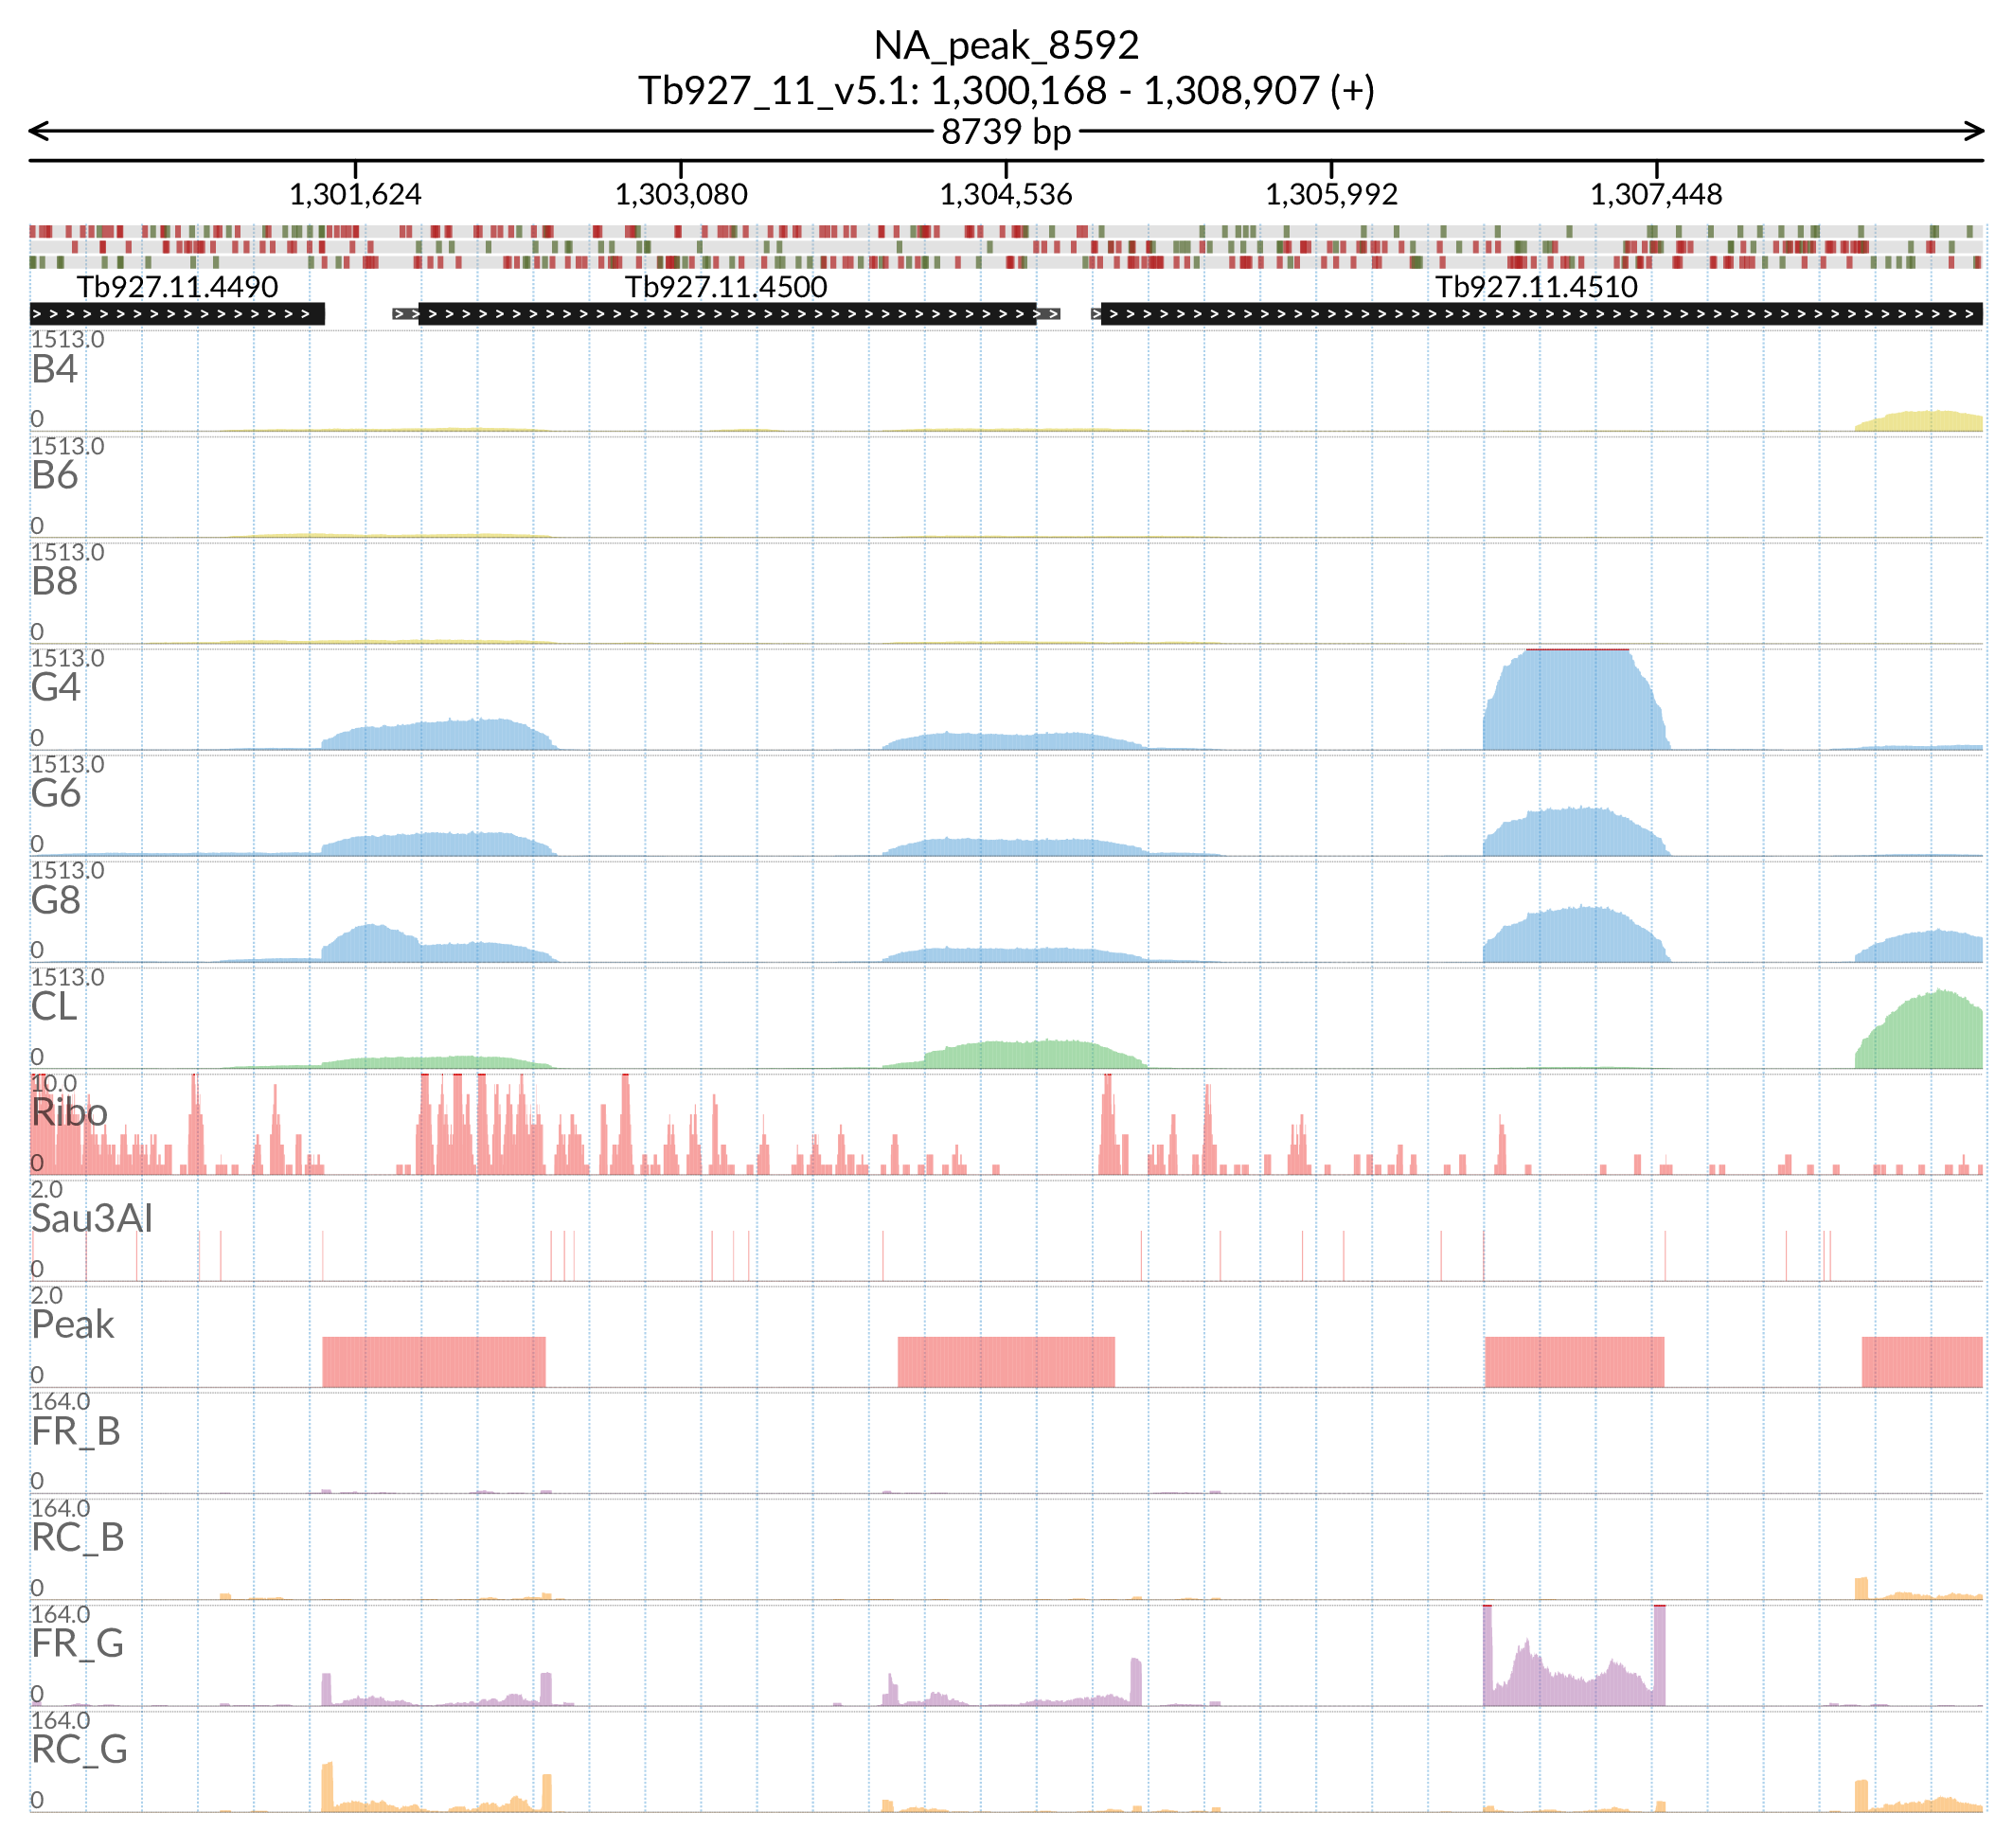 NA_peak_8592
Tb927_11_v5.1: 1,300,168 - 1,308,907 (+)
8739 bp
1,301,624 1,303,080 1,304,536 1,305,992 1,307,448
Tb927.11.4490 Tb927.11.4500 Tb927.11.4510
1513.0
B4
0
1513.0
B6
0
1513.0
B8
0
1513.0
G4
0
1513.0
G6
0
1513.0
G8
0
1513.0
CL
0
10.0
Ribo
0
2.0
Sau3AI
0
2.0
Peak
0
164.0
FR_B
0
164.0
RC_B
0
164.0
FR_G
0
164.0
RC_G
0